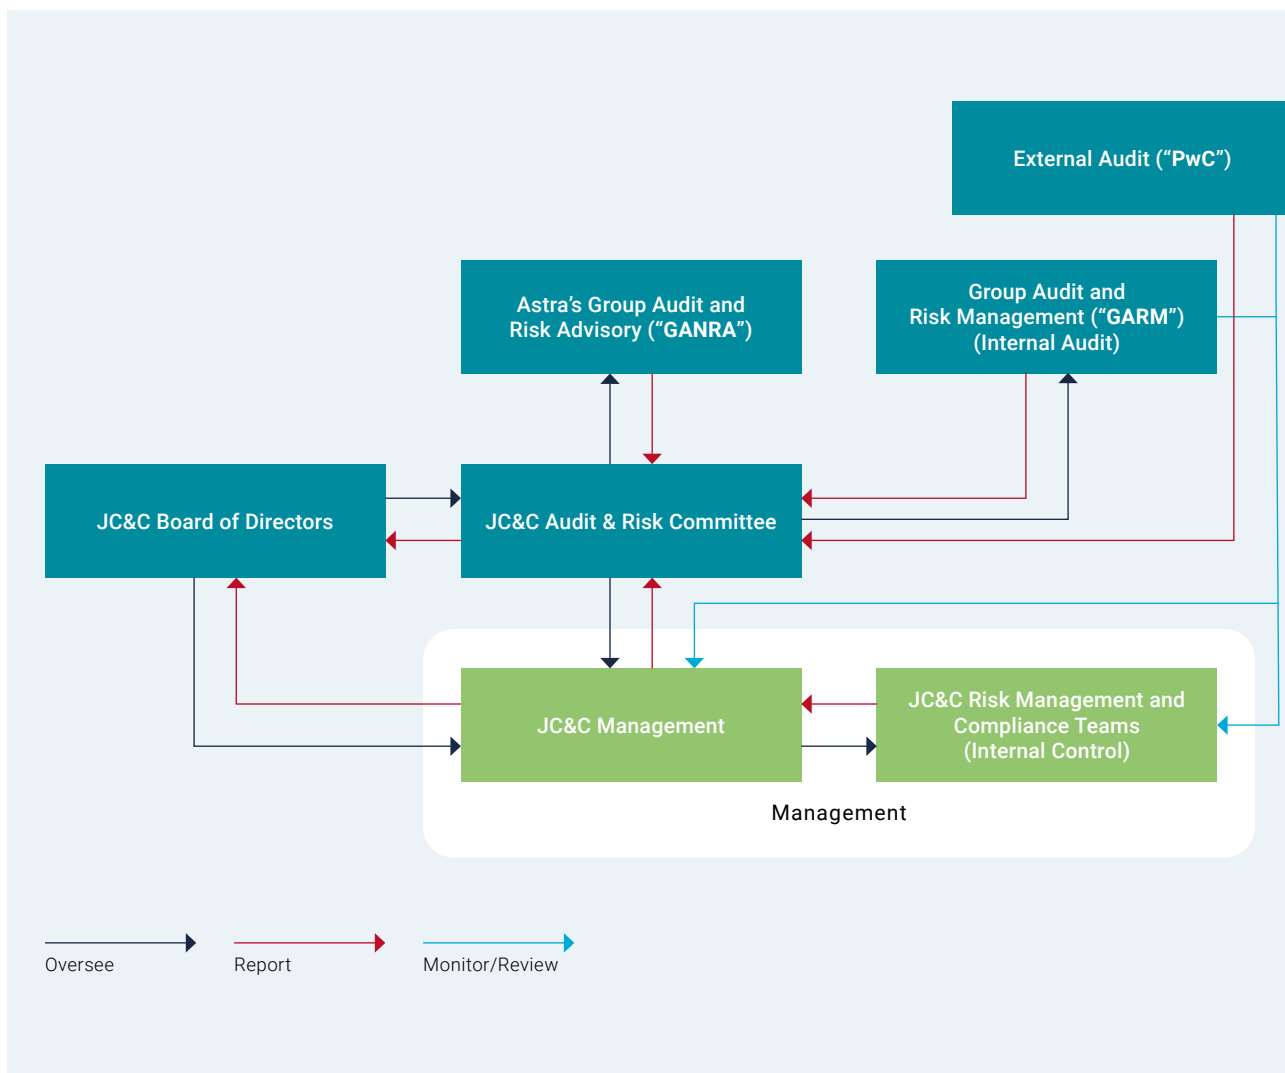 External Audit (“PwC”)
Astra’s Group Audit and
Risk Advisory (“GANRA”)
Group Audit and
Risk Management (“GARM”)
(Internal Audit)
JC&C Board of Directors
JC&C Audit & Risk Committee
JC&C Management
JC&C Risk Management and
Compliance Teams
(Internal Control)
Management
Oversee
Report
Monitor/Review